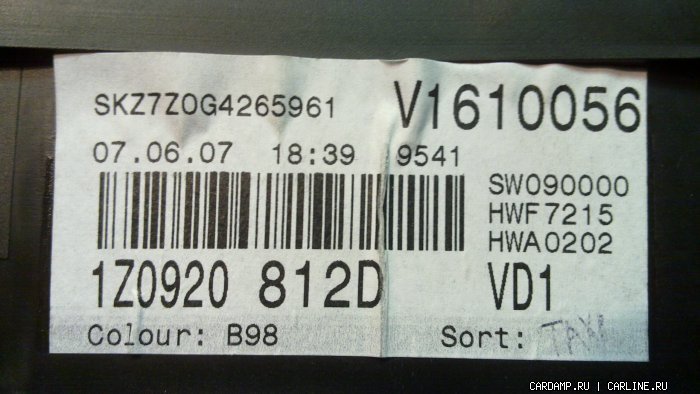 SKZ7Z0G4265961 V1610056
07.06.07 18:39 9541
SW090000
HWF7215
HWA0202
1Z0920 812D VD1
Colour: B98 Sort:
CARDAMP.RU | CARLINE.RU